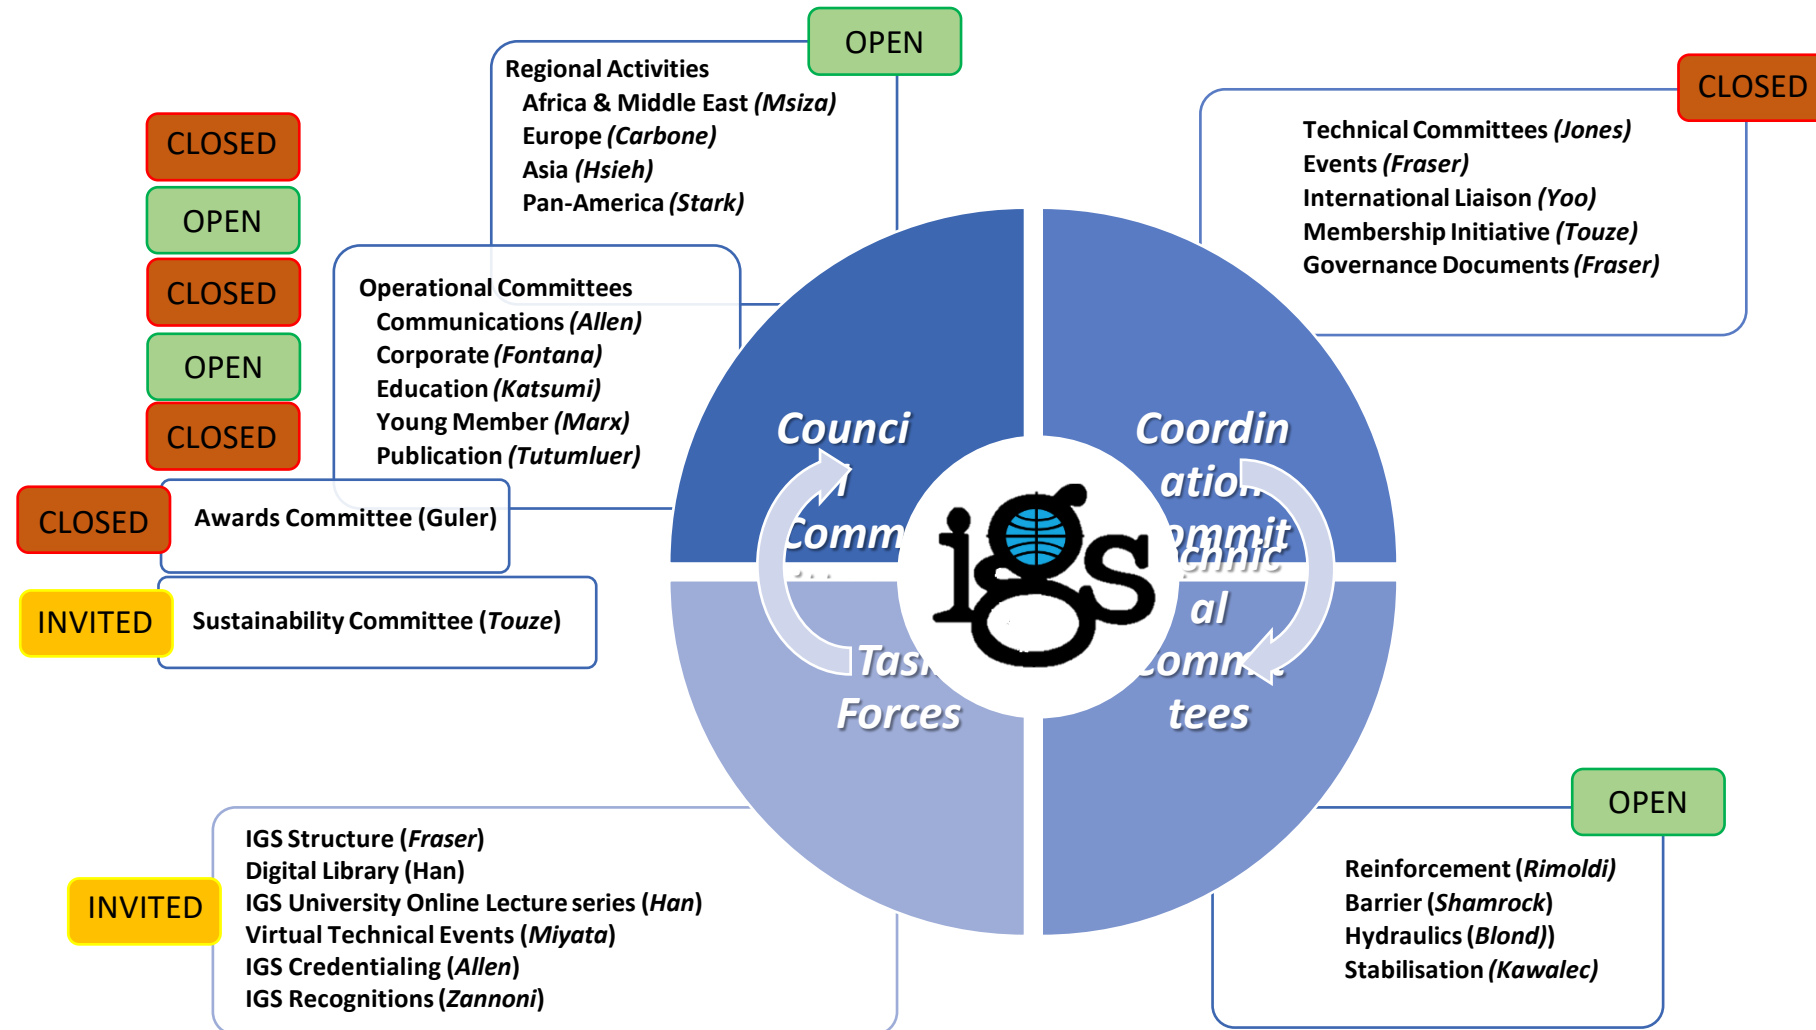 OPEN
Regional Activities
Africa & Middle East (Msiza)
Europe (Carbone)
Asia (Hsieh)
Pan-America (Stark)
CLOSED
Technical Committees (Jones)
Events (Fraser)
International Liaison (Yoo)
Membership Initiative (Touze)
Governance Documents (Fraser)
CLOSED
OPEN
CLOSED
OPEN
CLOSED
Operational Committees
Communications (Allen)
Corporate (Fontana)
Education (Katsumi)
Young Member (Marx)
Publication (Tutumluer)
CLOSED
Awards Committee (Guler)
INVITED
Sustainability Committee (Touze)
Counci
Coordin
ation
igs
al
Forces
tees
INVITED
IGS Structure (Fraser)
Digital Library (Han)
IGS University Online Lecture series (Han)
Virtual Technical Events (Miyata)
IGS Credentialing (Allen)
IGS Recognitions (Zannoni)
OPEN
Reinforcement (Rimoldi)
Barrier (Shamrock)
Hydraulics (Blond))
Stabilisation (Kawalec)